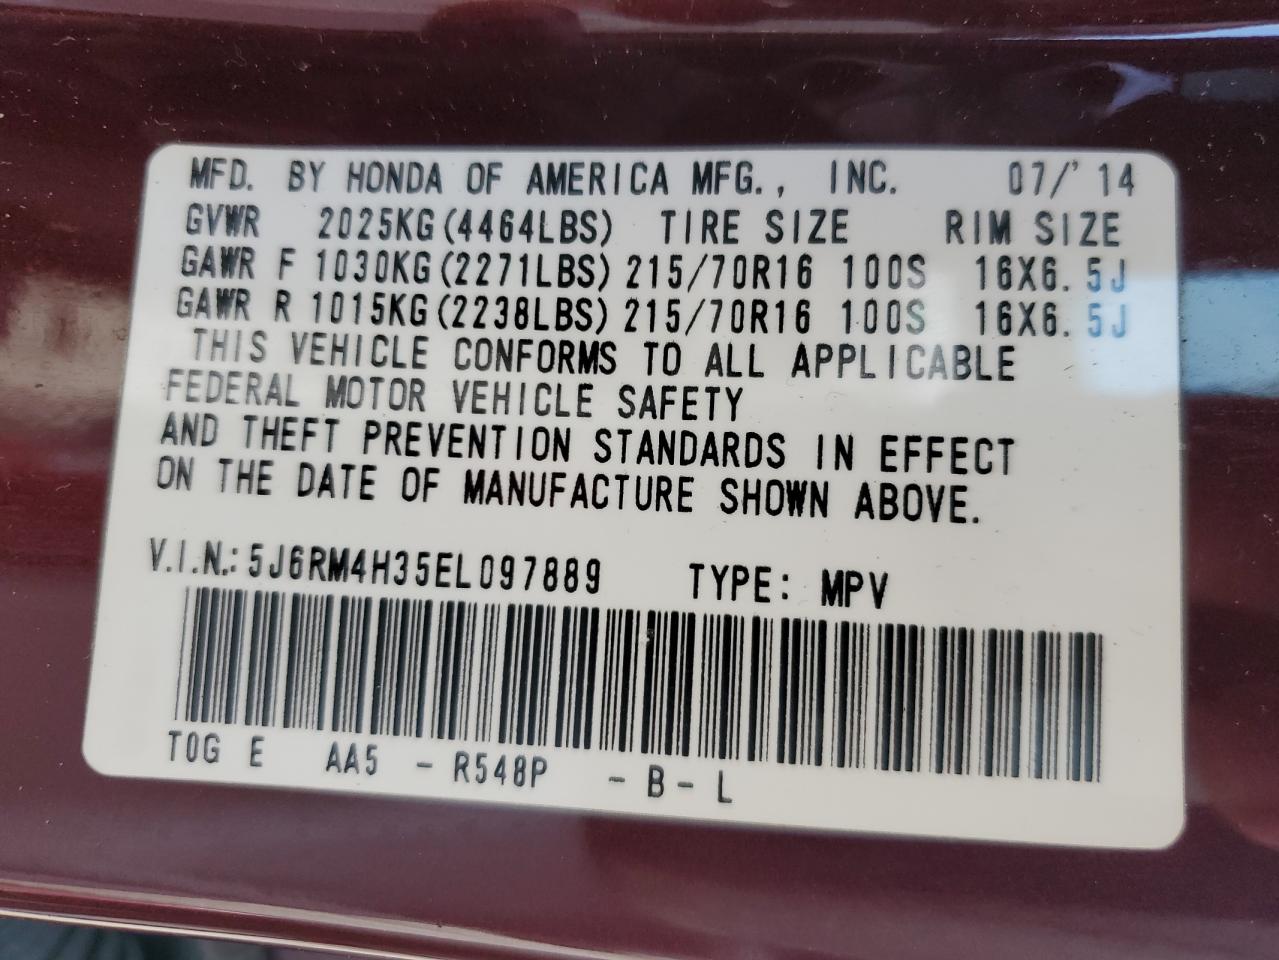 MFD. BY HONDA OF AMERICA MFG., INC. 07/'14
GVWR 2025KG(4464LBS) TIRE SIZE RIM SIZE
GAWR F 1030KG(2271LBS) 215/70R16 100S 16X6.5J
GAWR R 1015KG(2238LBS) 215/70R16 100S 16X6.5J
THIS VEHICLE CONFORMS TO ALL APPLICABLE
FEDERAL MOTOR VEHICLE SAFETY
AND THEFT PREVENTION STANDARDS IN EFFECT
ON THE DATE OF MANUFACTURE SHOWN ABOVE.
V.I.N.: 5J6RM4H35EL097889 TYPE: MPV
T0G E AA5 - R548P - B - L